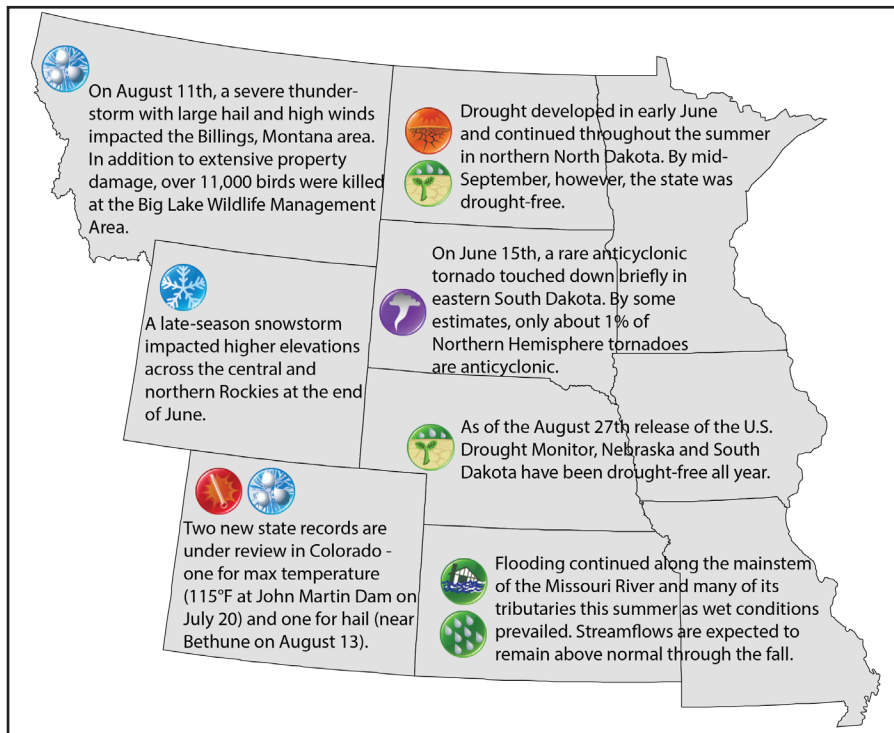 On August 11th, a severe thunder-
storm with large hail and high winds
impacted the Billings, Montana area.
In addition to extensive property
damage, over 11,000 birds were killed
at the Big Lake Wildlife Management
Area.
Drought developed in early June
and continued throughout the summer
in northern North Dakota. By mid-
September, however, the state was
drought-free.
On June 15th, a rare anticyclonic
tornado touched down briefly in
eastern South Dakota. By some
estimates, only about 1% of
Northern Hemisphere tornadoes
are anticyclonic.
A late-season snowstorm
impacted higher elevations
across the central and
northern Rockies at the end
of June.
As of the August 27th release of the U.S.
Drought Monitor, Nebraska and South
Dakota have been drought-free all year.
Two new state records are
under review in Colorado -
one for max temperature
(115°F at John Martin Dam on
July 20) and one for hail (near
Bethune on August 13).
Flooding continued along the mainstem
of the Missouri River and many of its
tributaries this summer as wet conditions
prevailed. Streamflows are expected to
remain above normal through the fall.